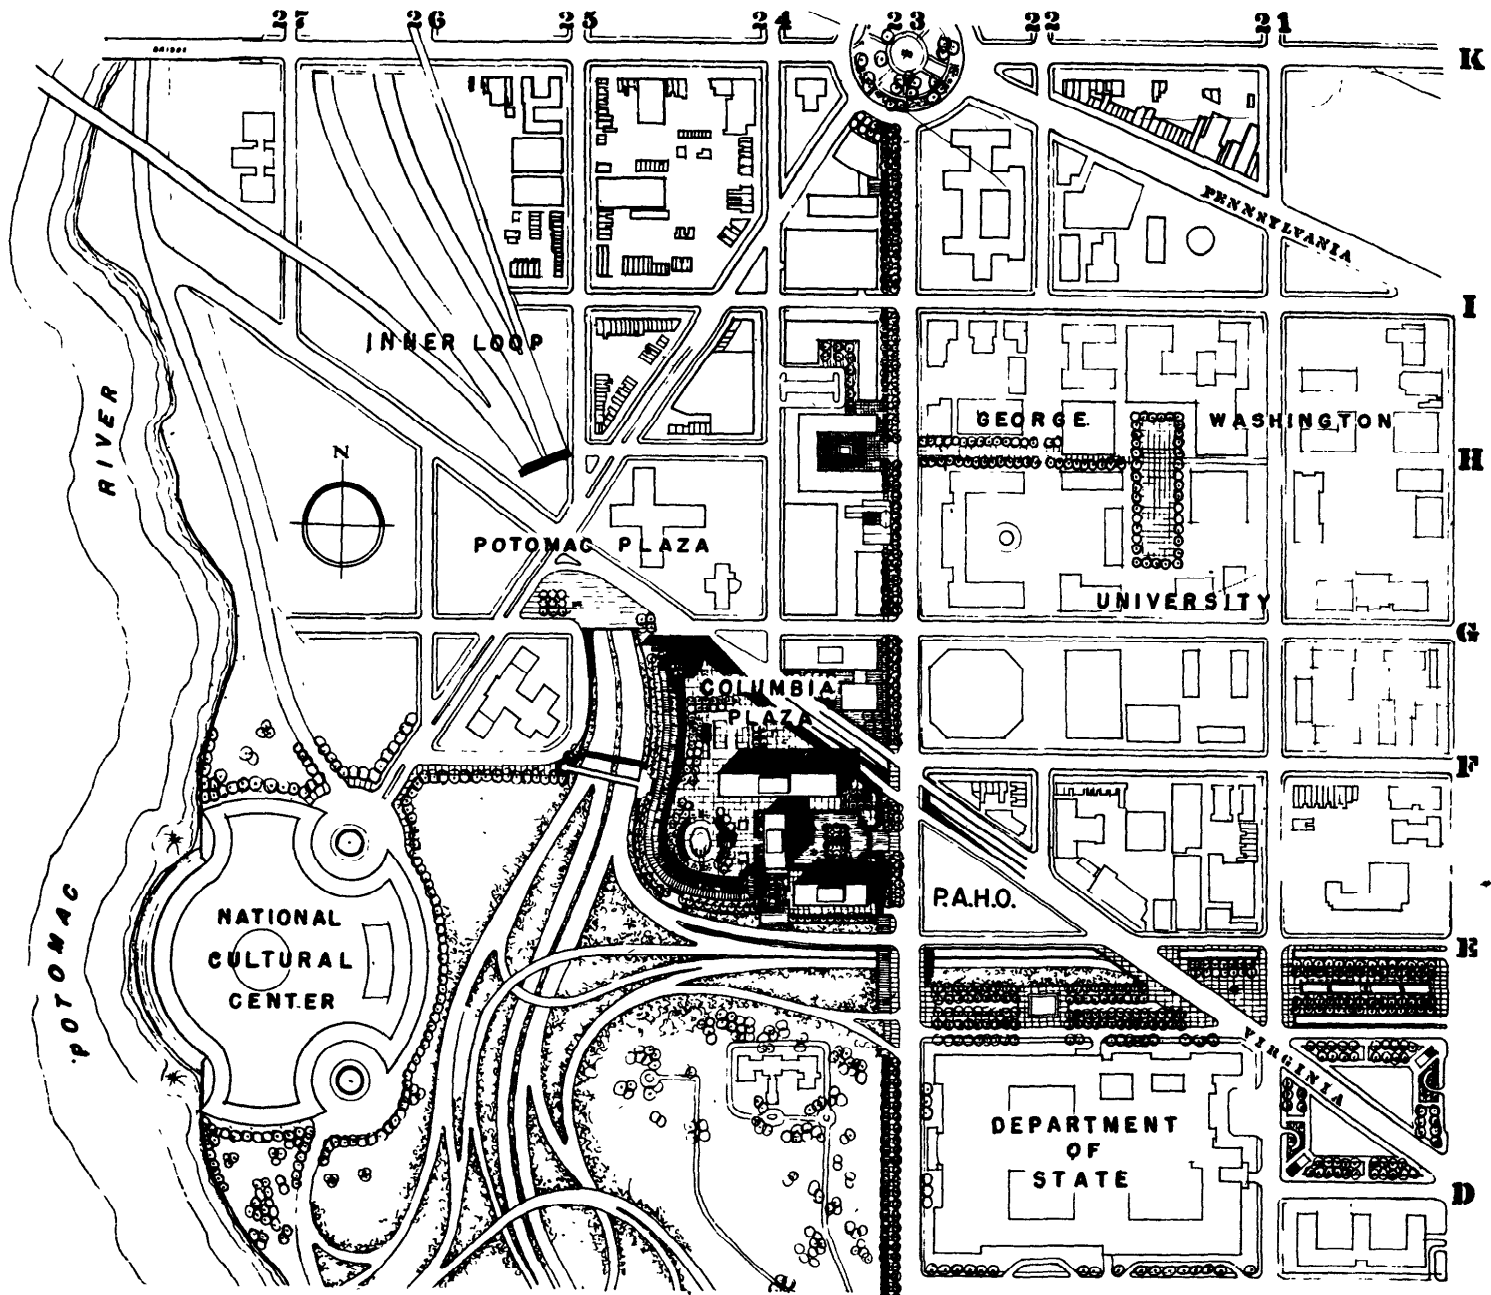 27 26 25 24 23 22 21
BRIDGE
K
PENNSYLVANIA
I
INNER LOOP
RIVER
GEORGE WASHINGTON
N
H
POTOMAC PLAZA
UNIVERSITY
G
COLUMBIA
PLAZA
F
P.A.H.O.
POTOMAC
NATIONAL
CULTURAL
CENTER
E
VIRGINIA
DEPARTMENT
OF
STATE
D